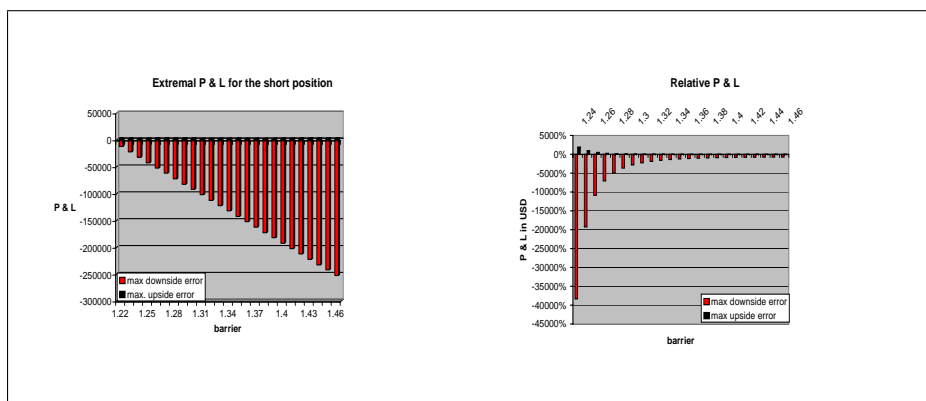 Extremal P & L for the short position
50000
0
-50000
-100000
-150000
-200000
-250000
-300000
P & L
max downside error
max. upside error
1.22 1.25 1.28 1.31 1.34 1.37 1.4 1.43 1.46
barrier
Relative P & L
1.24 1.26 1.28 1.3 1.32 1.34 1.36 1.38 1.4 1.42 1.44 1.46
5000%
0%
-5000%
-10000%
-15000%
-20000%
-25000%
-30000%
-35000%
-40000%
-45000%
P & L in USD
max downside error
max upside error
barrier